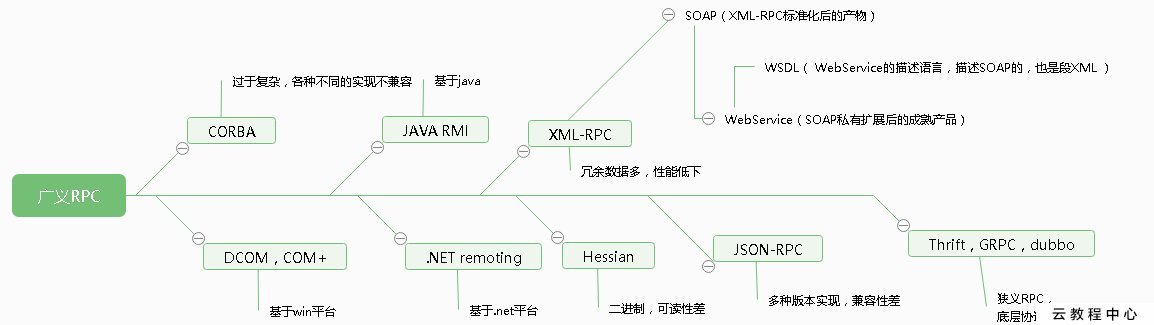 SOAP（XML-RPC标准化后的产物）
WSDL（ WebService的描述语言，描述SOAP的，也是段XML ）
WebService（SOAP私有扩展后的成熟产品）
过于复杂，各种不同的实现不兼容
基于java
CORBA
JAVA RMI
XML-RPC
冗余数据多，性能低下
广义RPC
DCOM，COM+
.NET remoting
Hessian
JSON-RPC
Thrift，GRPC，dubbo
基于win平台
基于.net平台
二进制，可读性差
多种版本实现，兼容性差
独义RPC，
底层协
云教程中心